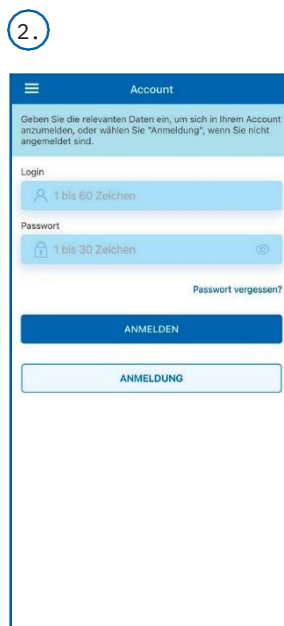 2.
Account
Geben Sie die relevanten Daten ein, um sich in Ihrem Account
anzumelden, oder wählen Sie "Anmeldung", wenn Sie nicht
angemeldet sind.
Login
1 bis 60 Zeichen
Passwort
1 bis 30 Zeichen
Passwort vergessen?
ANMELDEN
ANMELDUNG